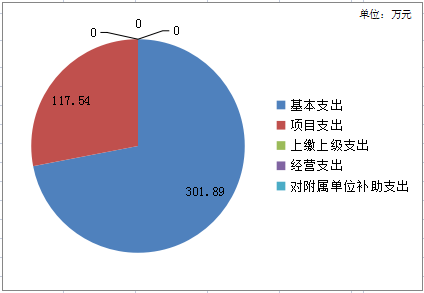 单位：万元
0
0
0
117.54
301.89
基本支出
项目支出
上缴上级支出
经营支出
对附属单位补助支出